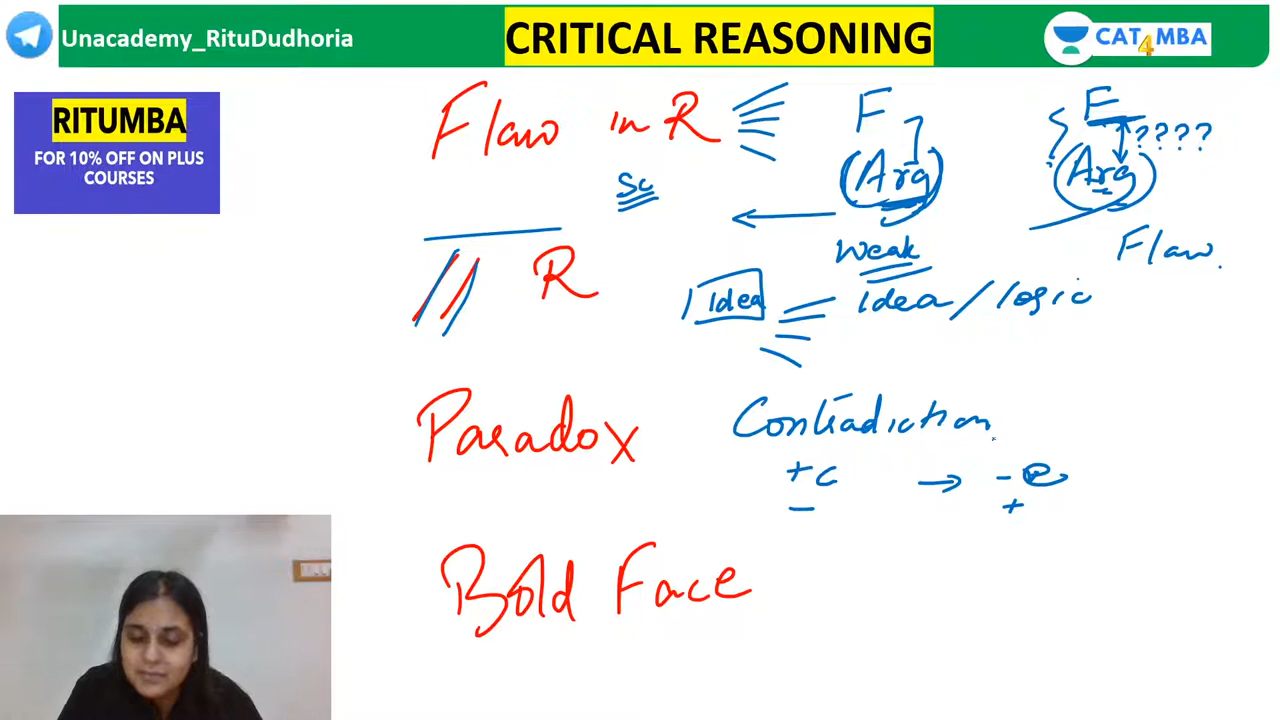 Unacademy_RituDudhoria
CRITICAL REASONING
CAT4MBA
RITUMBA
FOR 10% OFF ON PLUS
COURSES
Flaw in R
F
(Arg)
Weak
F
????
(Arg)
Flaw.
// R
1 Idea
idea/logic
Paradox
Contradiction
+c → -e
- +
Bold Face